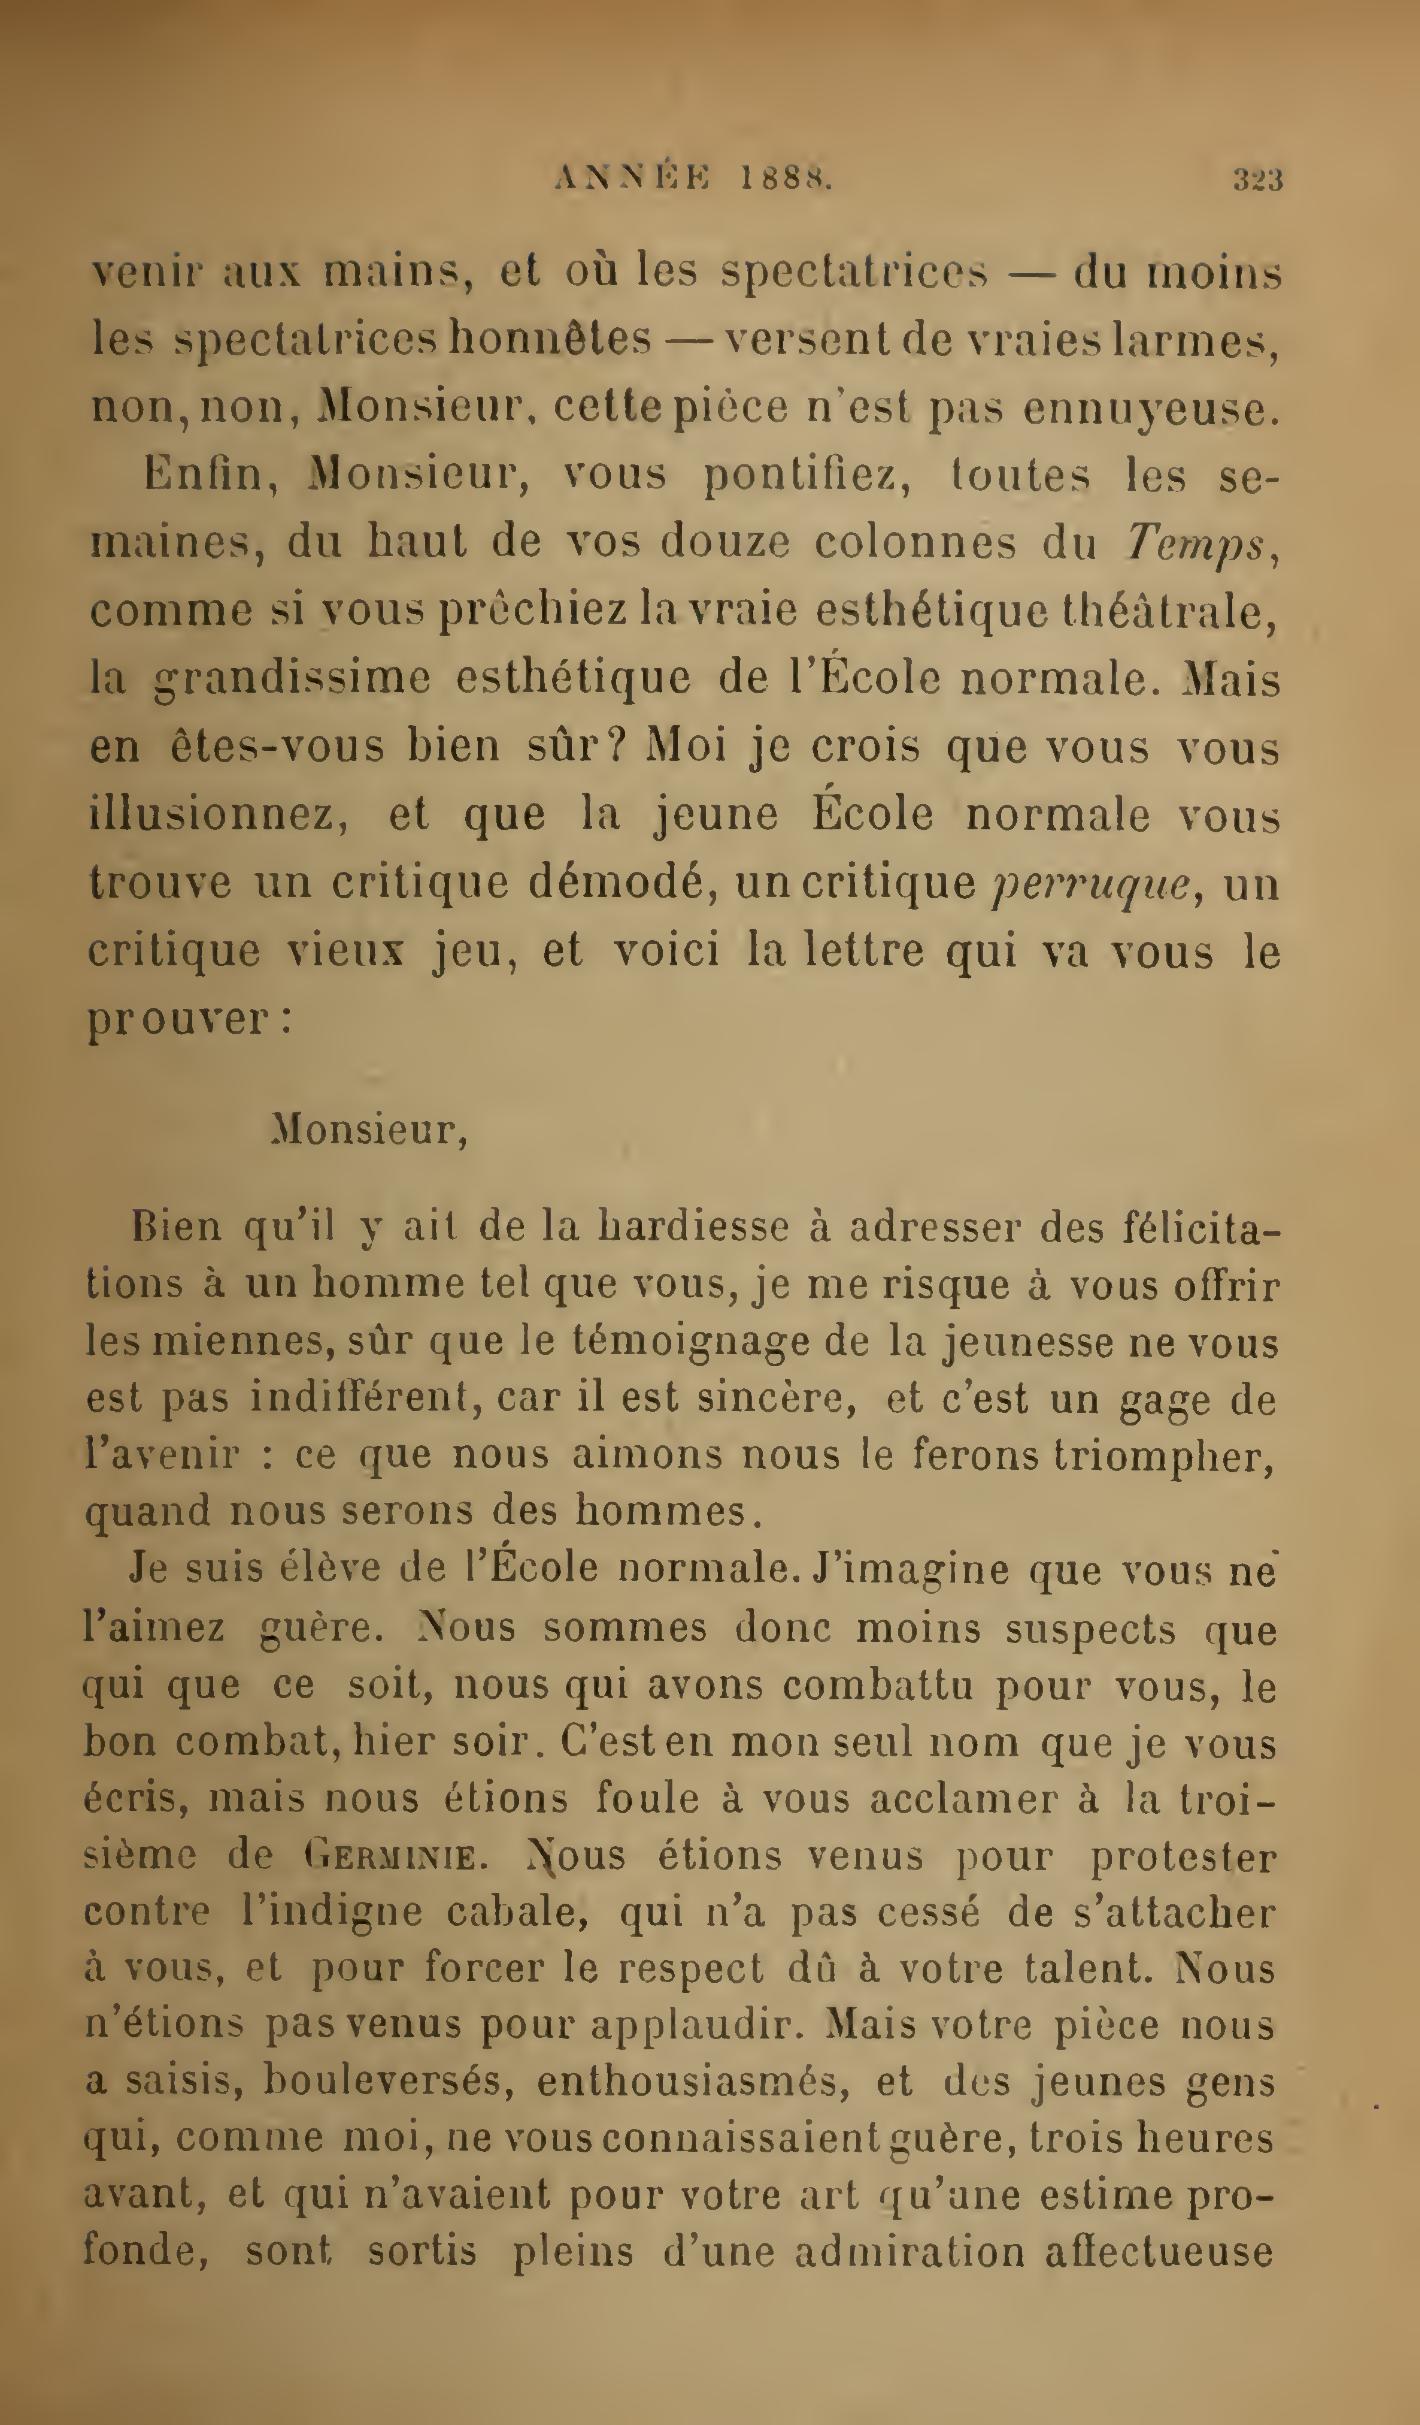 ANNÉE 1888. 323
venir aux mains, et où les spectatrices — du moins
les spectatrices honnêtes — versent de vraies larmes,
non, non, Monsieur, cette pièce n'est pas ennuyeuse.
Enfin, Monsieur, vous pontifiez, toutes les se-
maines, du haut de vos douze colonnes du Temps,
comme si vous prêchiez la vraie esthétique théâtrale,
la grandissime esthétique de l'École normale. Mais
en êtes-vous bien sûr? Moi je crois que vous vous
illusionnez, et que la jeune École normale vous
trouve un critique démodé, un critique perruque, un
critique vieux jeu, et voici la lettre qui va vous le
prouver :
Monsieur,
Bien qu'il y ait de la hardiesse à adresser des félicita-
tions à un homme tel que vous, je me risque à vous offrir
les miennes, sûr que le témoignage de la jeunesse ne vous
est pas indifférent, car il est sincère, et c'est un gage de
l'avenir : ce que nous aimons nous le ferons triompher,
quand nous serons des hommes.
Je suis élève de l'École normale. J'imagine que vous ne
l'aimez guère. Nous sommes donc moins suspects que
qui que ce soit, nous qui avons combattu pour vous, le
bon combat, hier soir. C'est en mon seul nom que je vous
écris, mais nous étions foule à vous acclamer à la troi-
sième de GERMINIE. Nous étions venus pour protester
contre l'indigne cabale, qui n'a pas cessé de s'attacher
à vous, et pour forcer le respect dû à votre talent. Nous
n'étions pas venus pour applaudir. Mais votre pièce nous
a saisis, bouleversés, enthousiasmés, et des jeunes gens
qui, comme moi, ne vous connaissaient guère, trois heures
avant, et qui n'avaient pour votre art qu'une estime pro-
fonde, sont sortis pleins d'une admiration affectueuse